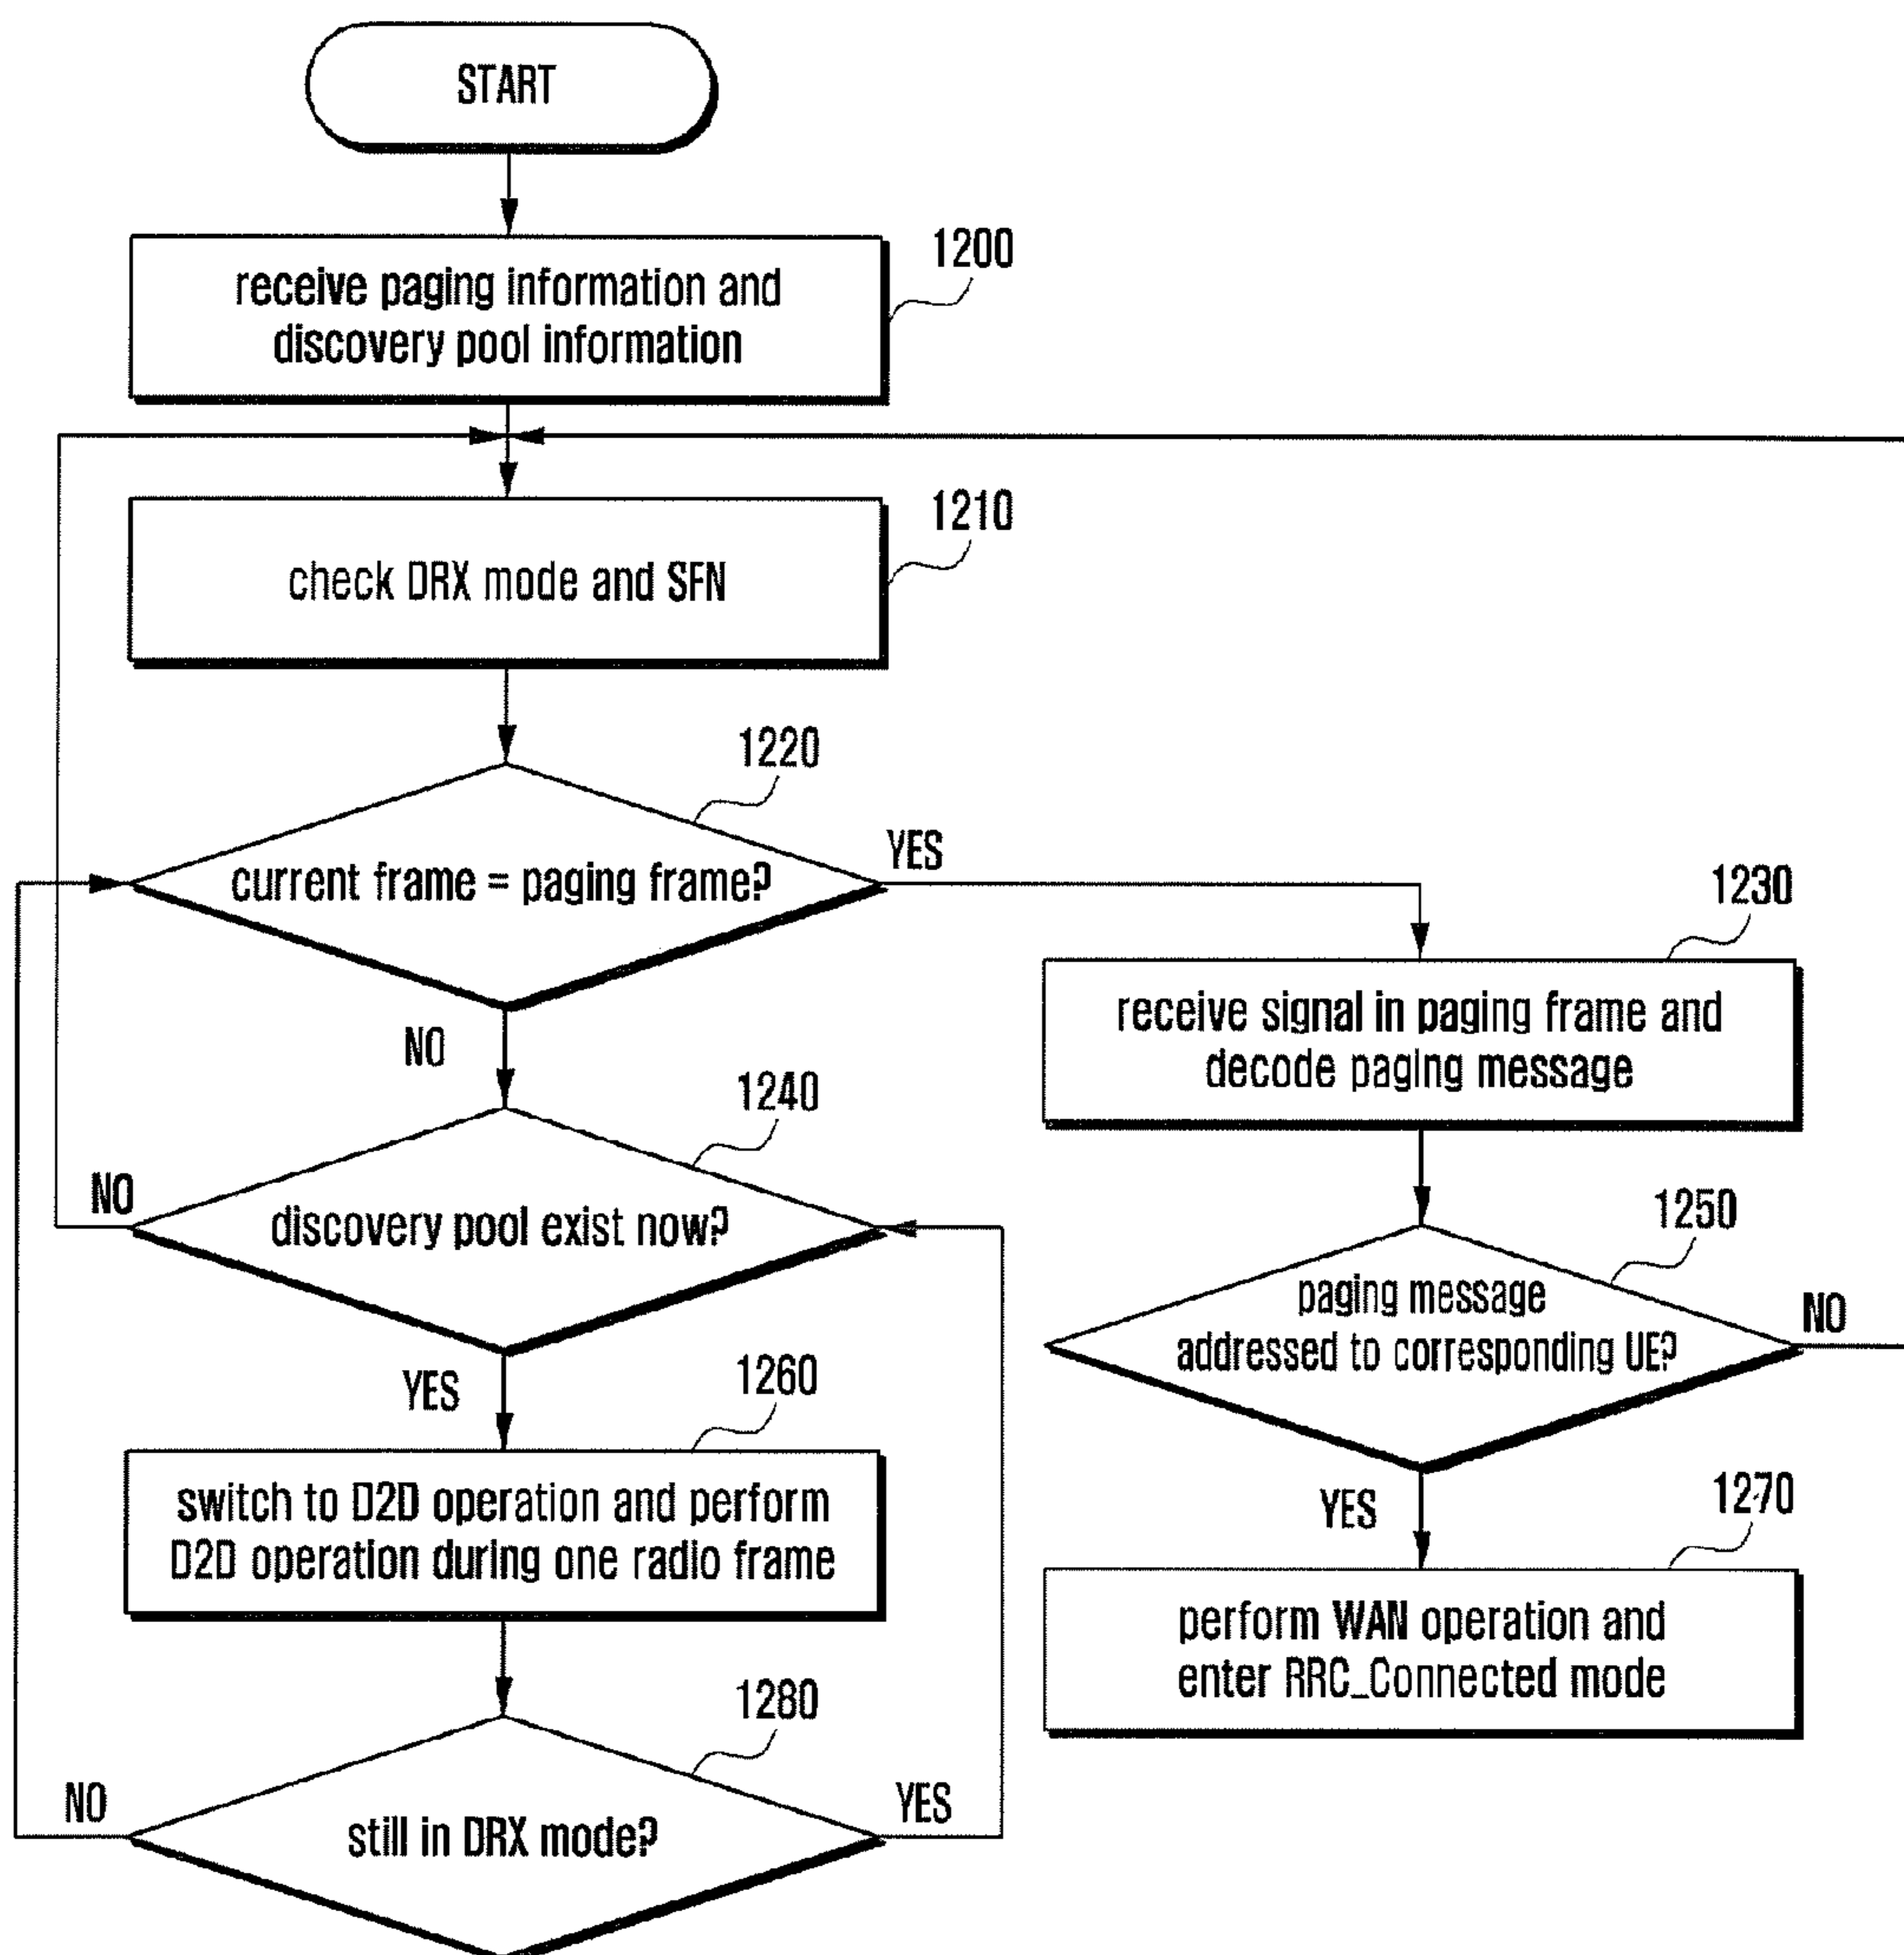 START
1200
receive paging information and
discovery pool information
1210
check DRX mode and SFN
1220
current frame = paging frame?
YES
NO
1230
receive signal in paging frame and
decode paging message
1240
discovery pool exist now?
NO
YES
1250
paging message
addressed to corresponding UE?
NO
YES
1260
switch to D2D operation and perform
D2D operation during one radio frame
1270
perform WAN operation and
enter RRC_Connected mode
1280
still in DRX mode?
NO
YES